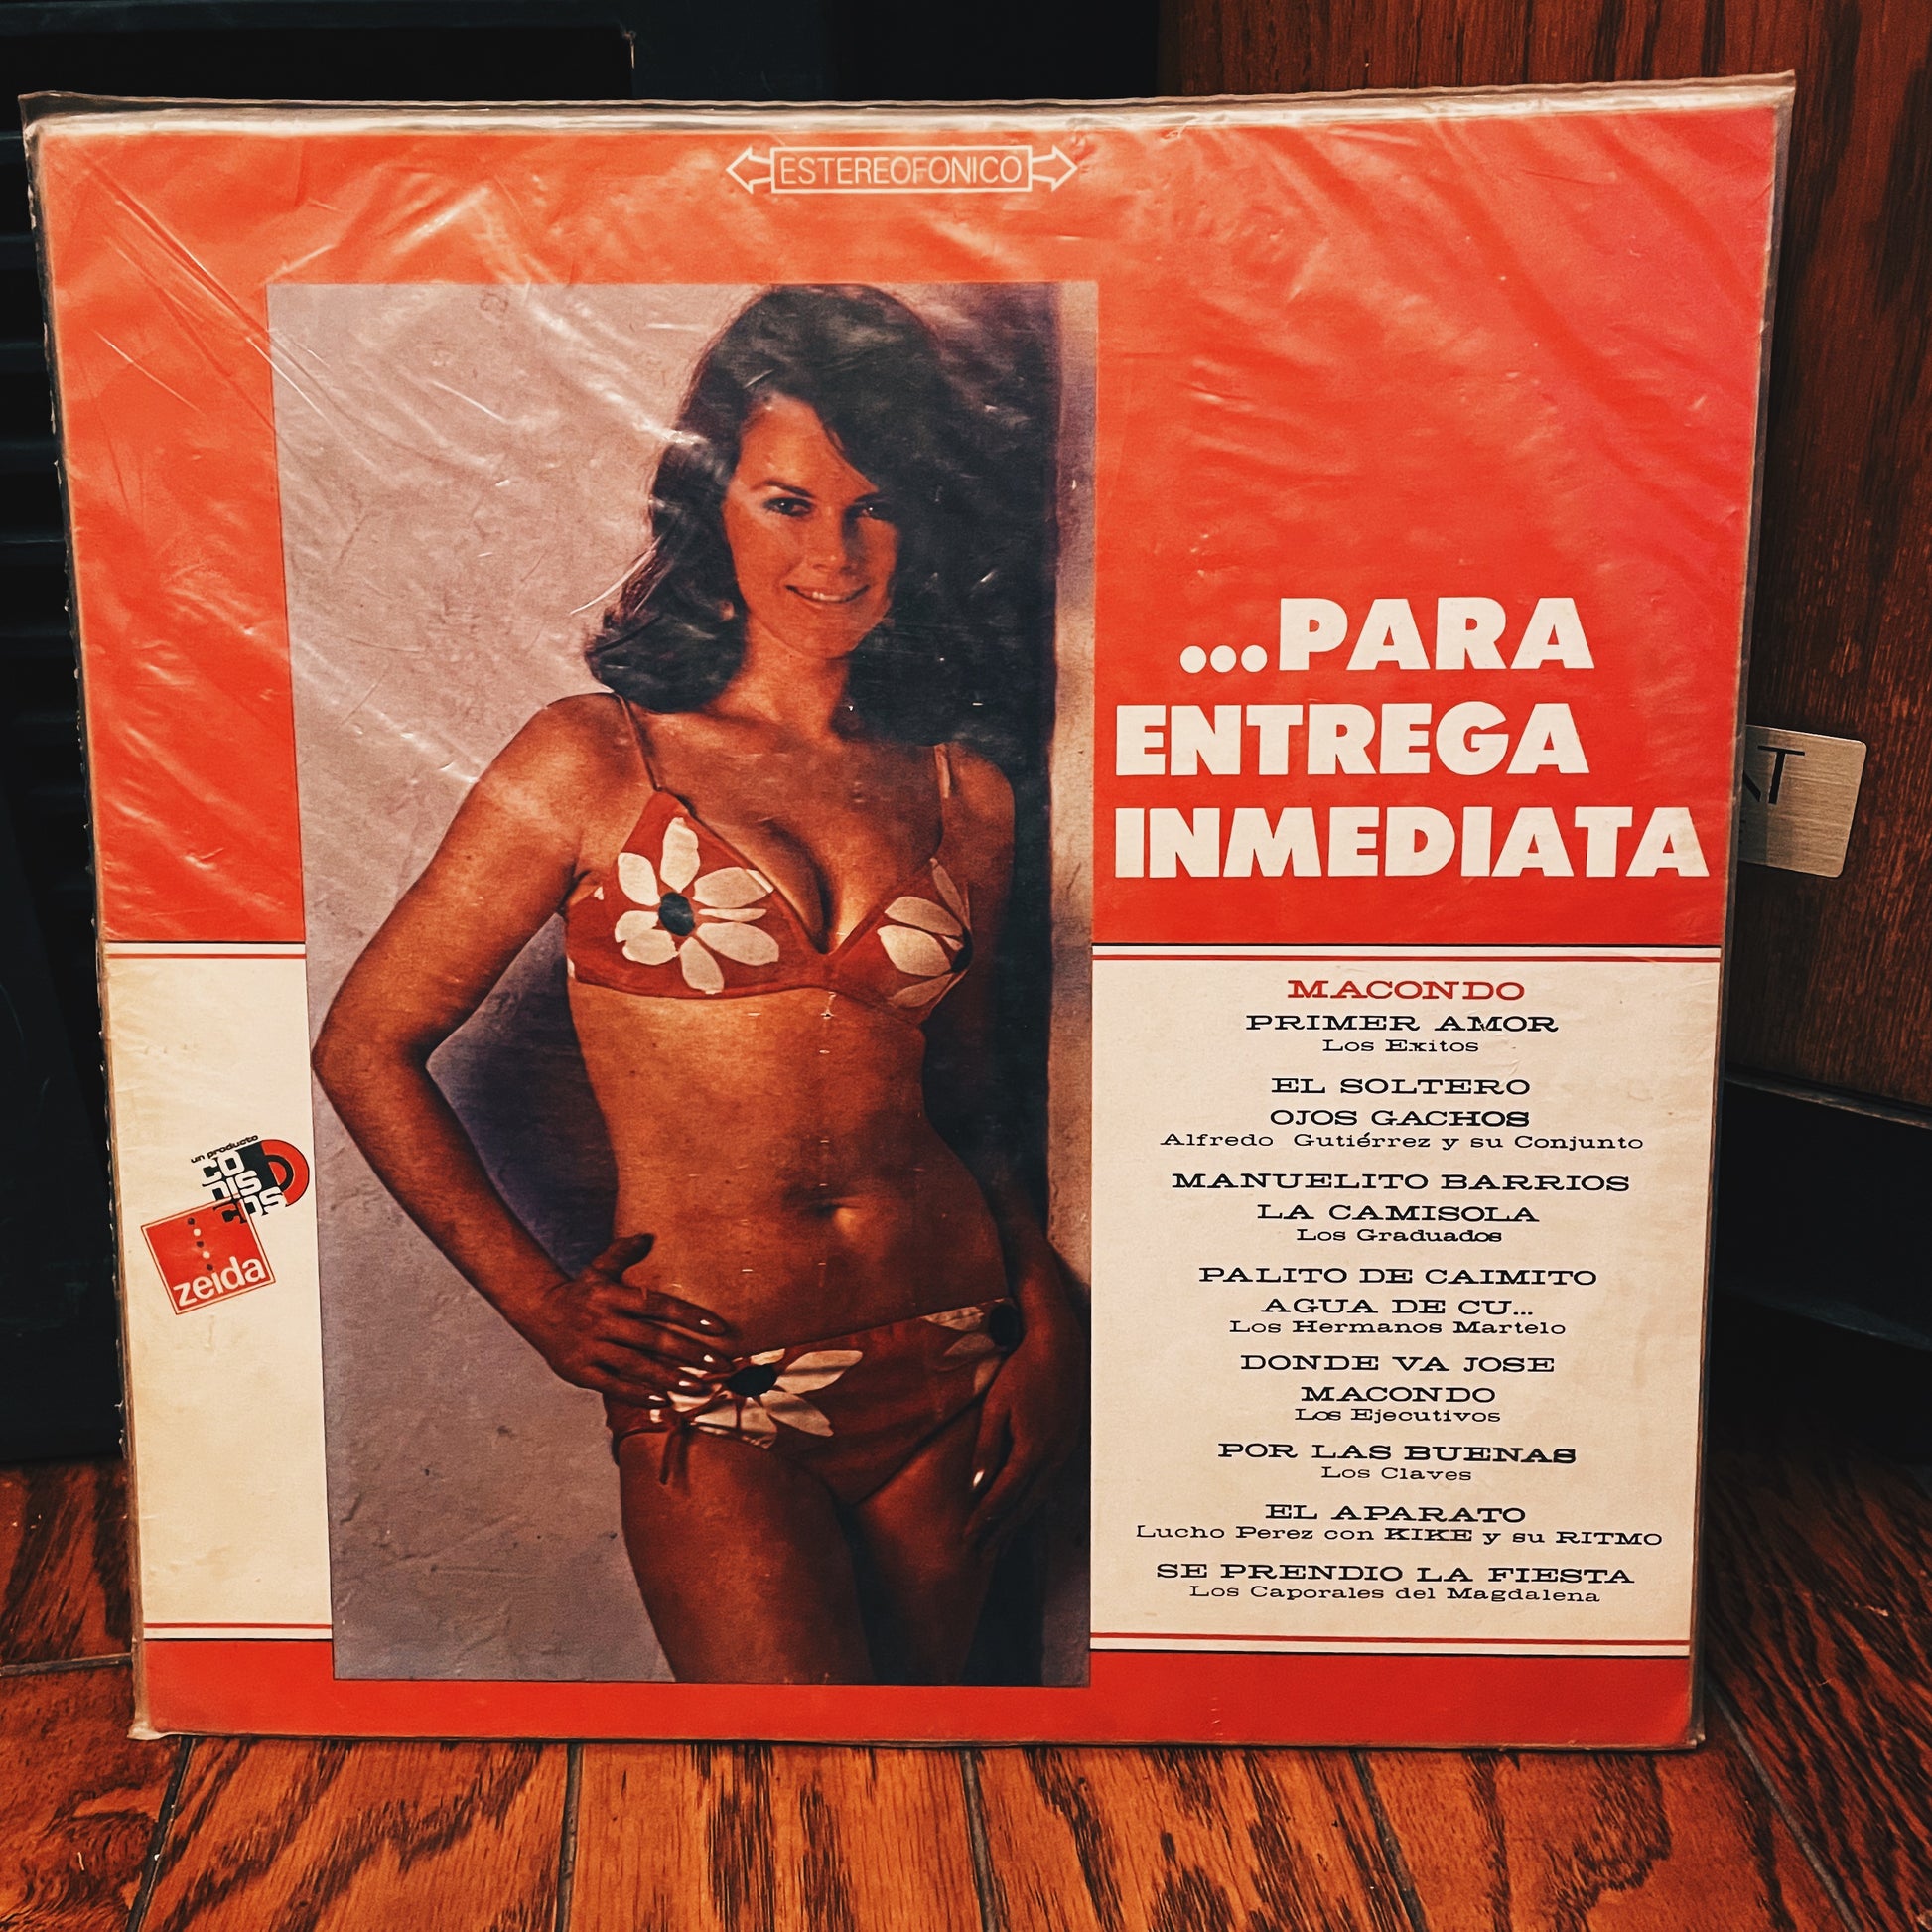 ESTEREOFONICO
...PARA
ENTREGA
INMEDIATA
MACONDO
PRIMER AMOR
Los Exitos
EL SOLTERO
OJOS GACHOS
Alfredo Gutiérrez y su Conjunto
MANUELITO BARRIOS
LA CAMISOLA
Los Graduados
PALITO DE CAIMITO
AGUA DE CU...
Los Hermanos Martelo
DONDE VA JOSE
MACONDO
Los Ejecutivos
POR LAS BUENAS
Los Claves
EL APARATO
Lucho Perez con KIKE y su RITMO
SE PRENDIO LA FIESTA
Los Caporales del Magdalena
un producto
CO
DIS
COS
zeida